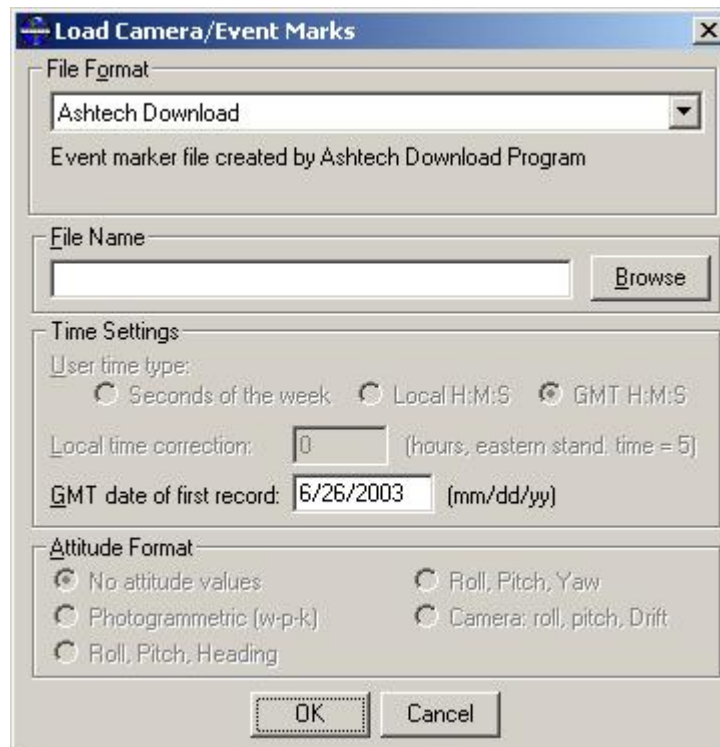 Load Camera/Event Marks
File Format
Ashtech Download
Event marker file created by Ashtech Download Program
File Name
Browse
Time Settings
User time type:
Seconds of the week Local H:M:S GMT H:M:S
Local time correction: 0 (hours, eastern stand. time = 5)
GMT date of first record: 6/26/2003 (mm/dd/yy)
Attitude Format
No attitude values Roll, Pitch, Yaw
Photogrammetric (w-p-k) Camera: roll, pitch, Drift
Roll, Pitch, Heading
OK Cancel